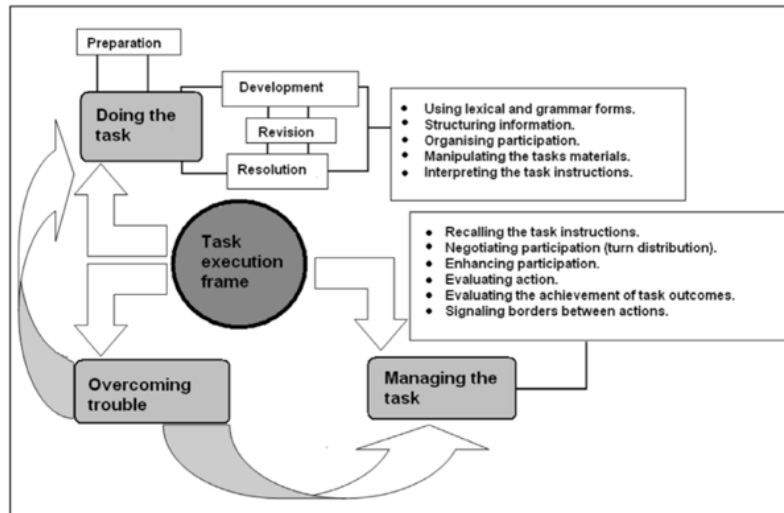 Preparation
Doing the
task
Development
Revision
Resolution
• Using lexical and grammar forms.
• Structuring information.
• Organising participation.
• Manipulating the tasks materials.
• Interpreting the task instructions.
Task
execution
frame
• Recalling the task instructions.
• Negotiating participation (turn distribution).
• Enhancing participation.
• Evaluating action.
• Evaluating the achievement of task outcomes.
• Signaling borders between actions.
Overcoming
trouble
Managing the
task